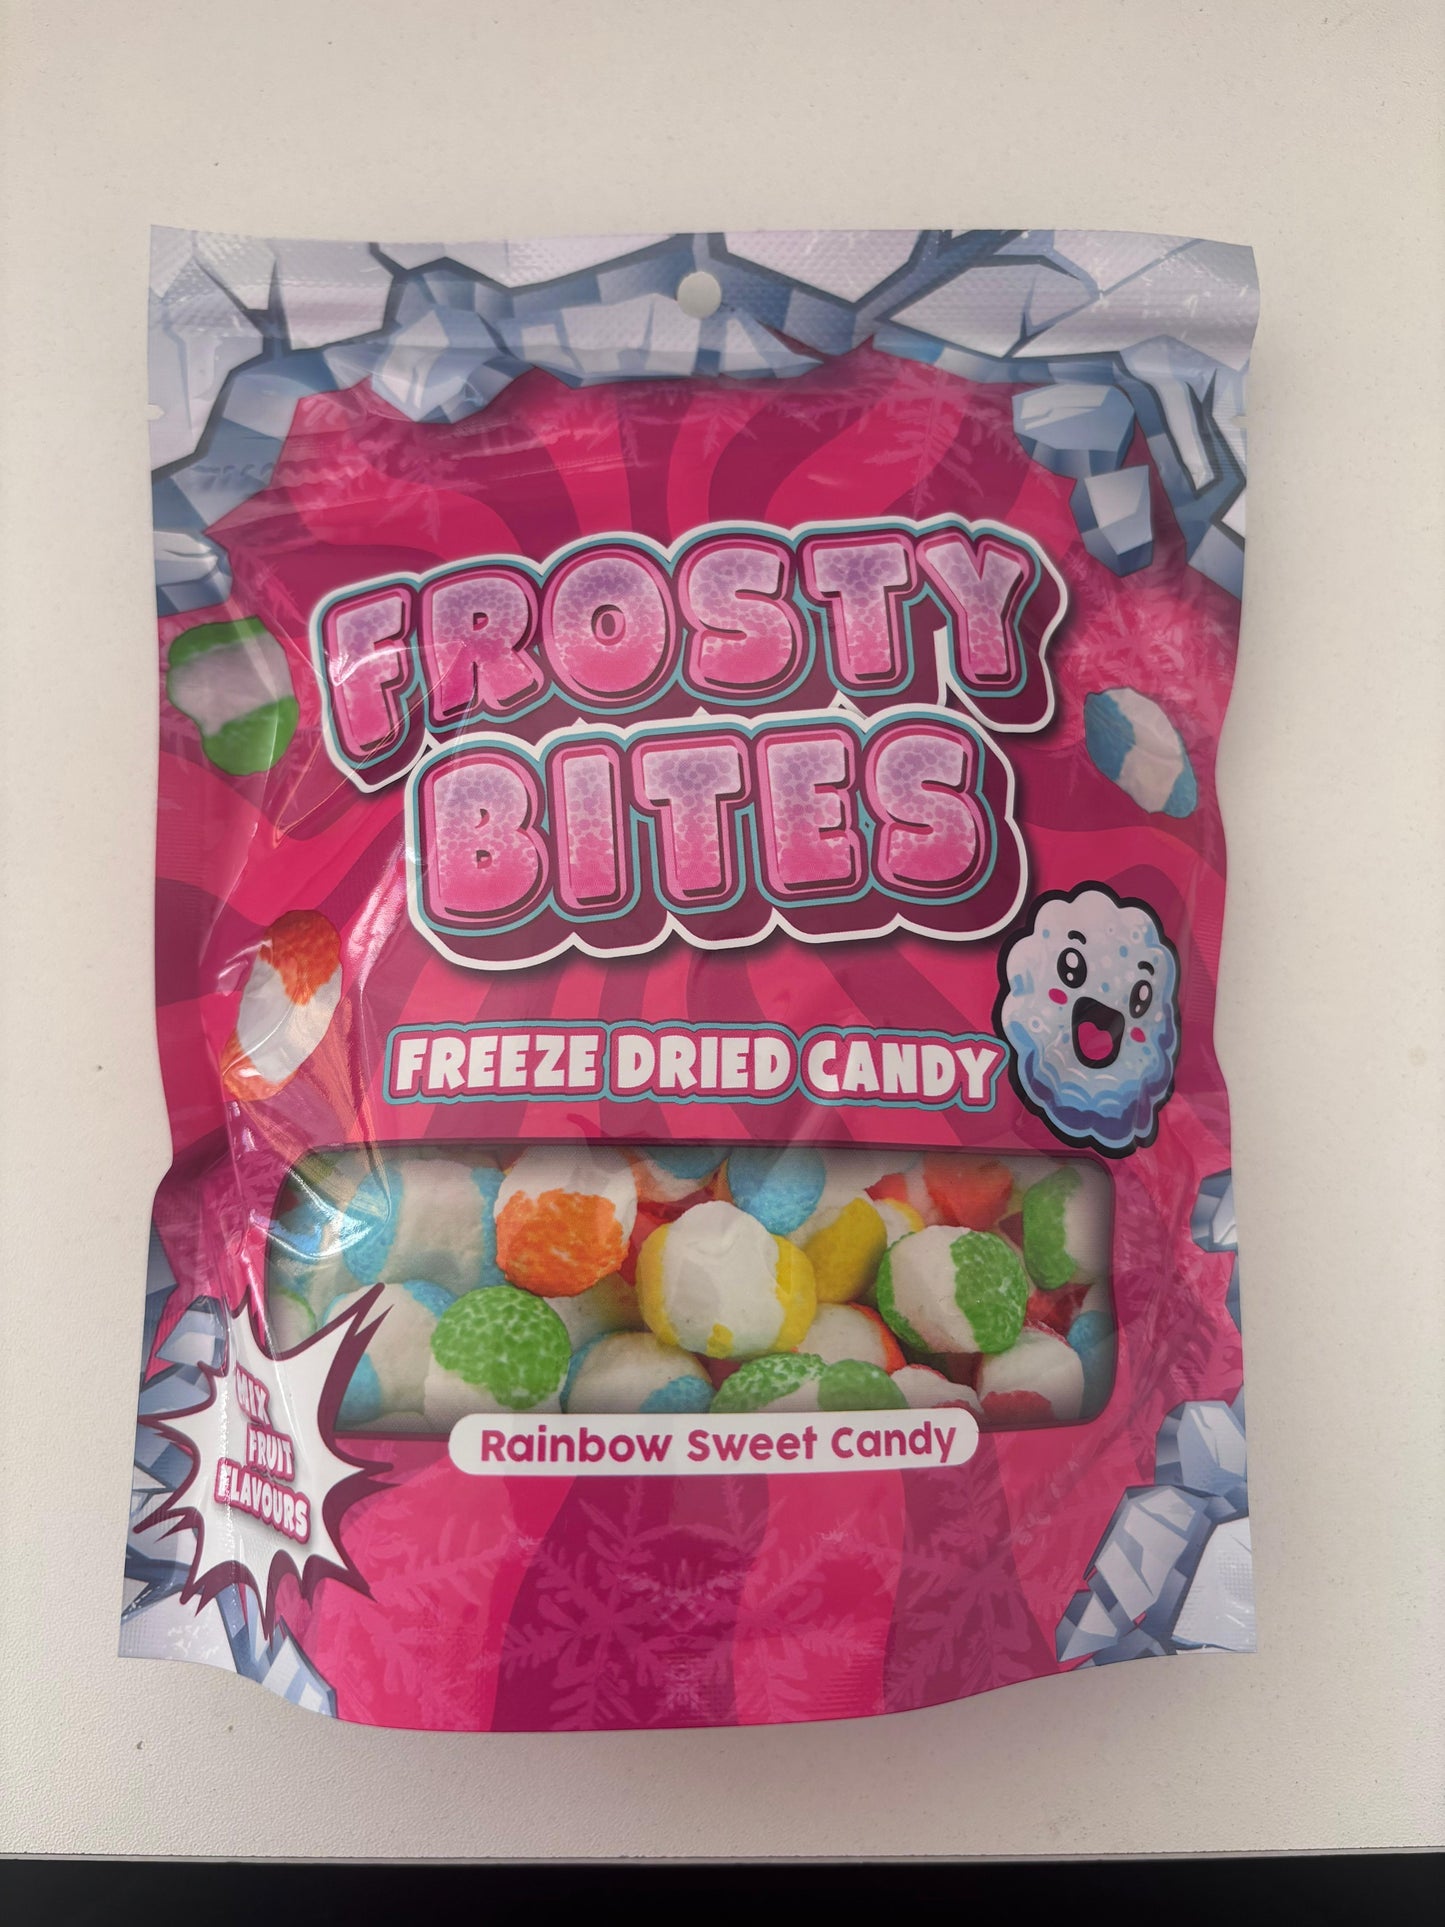 FROSTY
BITES
FREEZE DRIED CANDY
MIX
FRUIT
FLAVOURS
Rainbow Sweet Candy